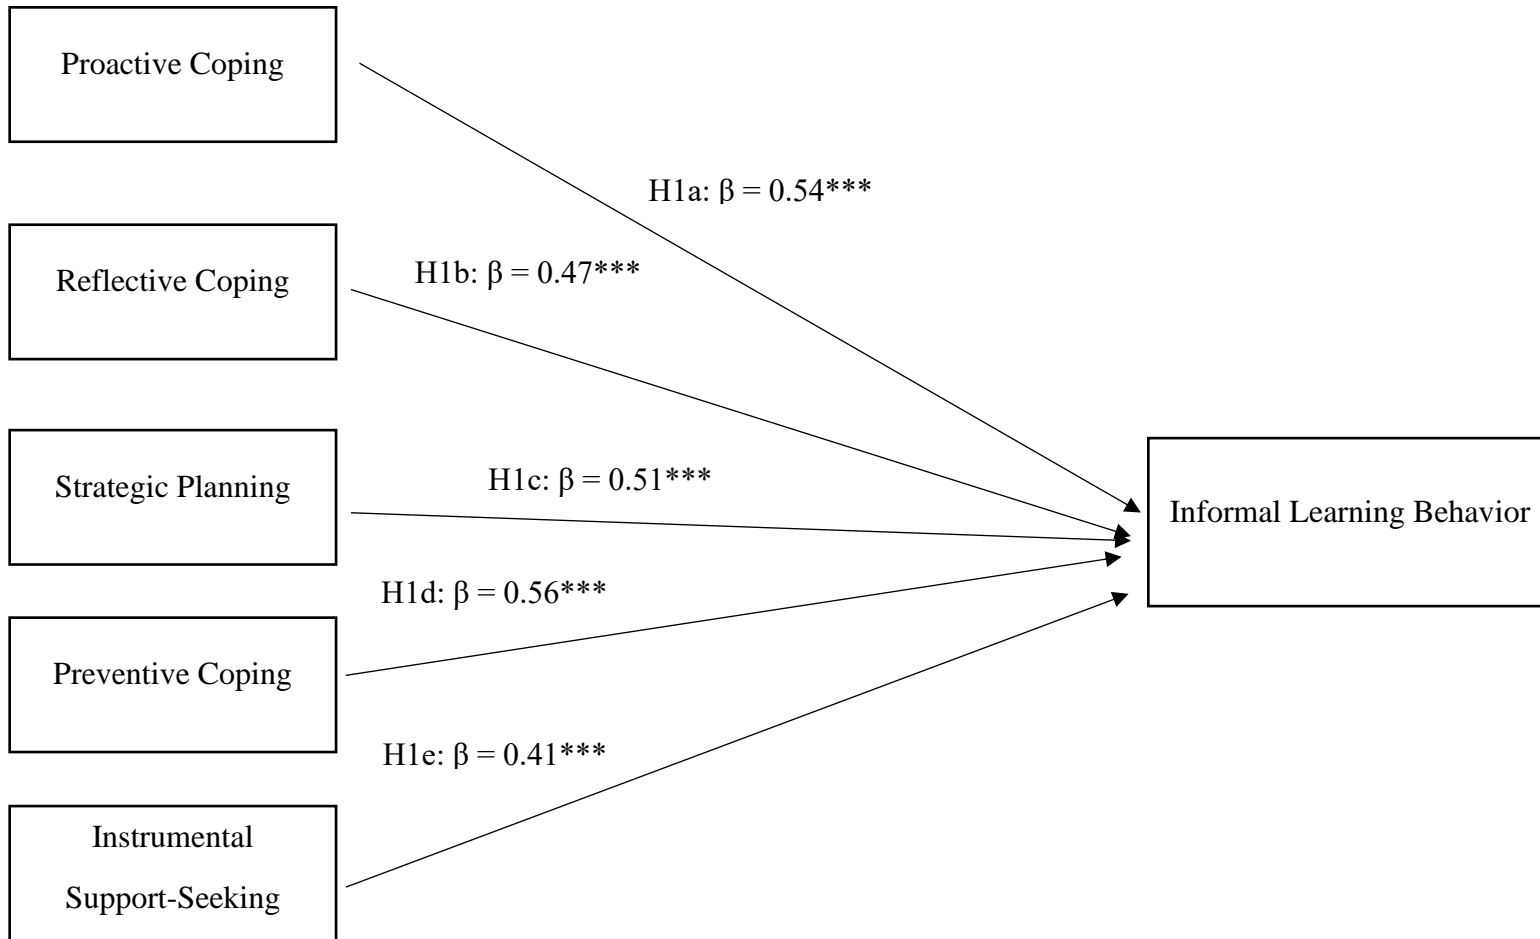 Proactive Coping
H1a: β = 0.54***
Reflective Coping
H1b: β = 0.47***
Strategic Planning
H1c: β = 0.51***
Informal Learning Behavior
H1d: β = 0.56***
Preventive Coping
H1e: β = 0.41***
Instrumental
Support-Seeking